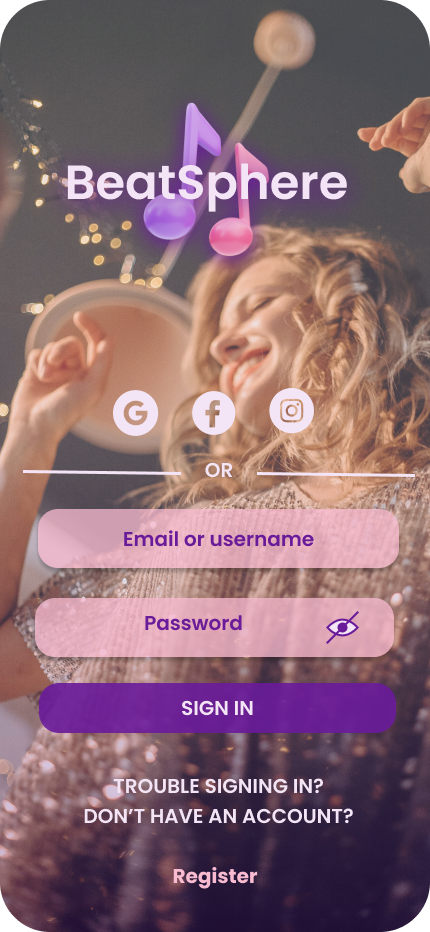 BeatSphere
OR
Email or username
Password
SIGN IN
TROUBLE SIGNING IN?
DON’T HAVE AN ACCOUNT?
Register